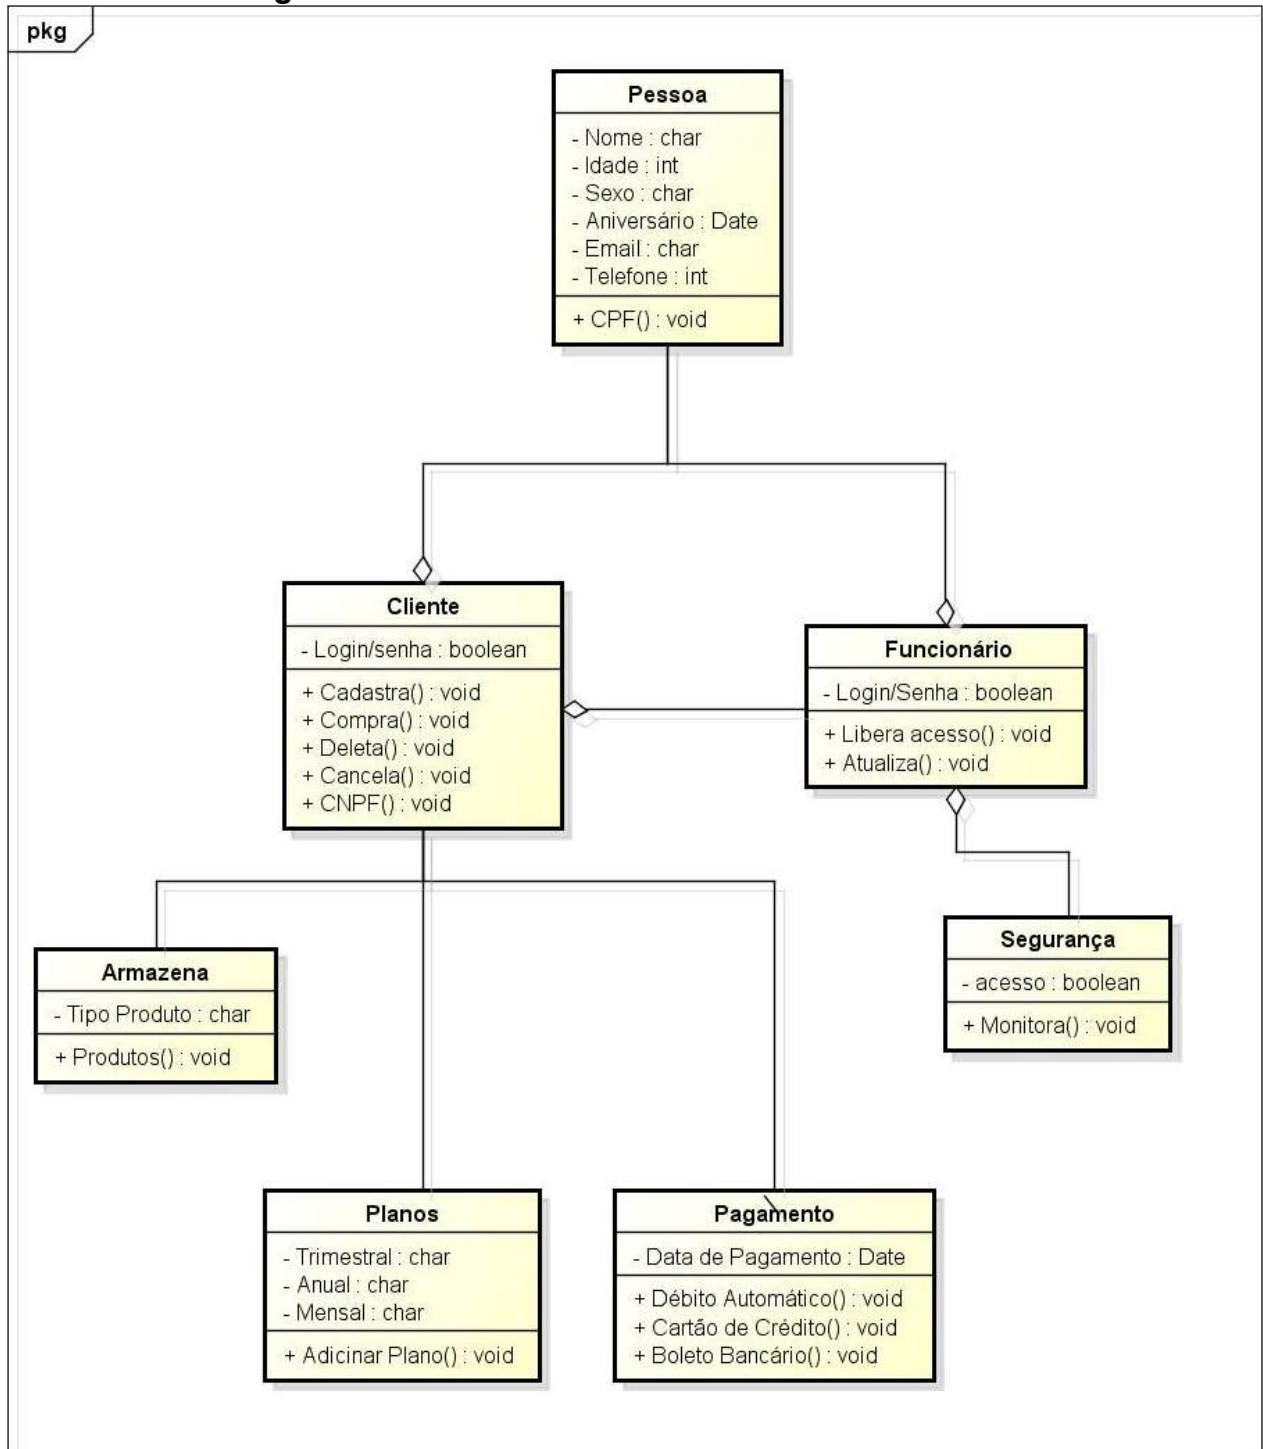 pkg
Pessoa
- Nome : char
- Idade : int
- Sexo : char
- Aniversário : Date
- Email : char
- Telefone : int
+ CPF() : void
Cliente
- Login/senha : boolean
+ Cadastra() : void
+ Compra() : void
+ Deleta() : void
+ Cancela() : void
+ CNPF() : void
Funcionário
- Login/Senha : boolean
+ Libera acesso() : void
+ Atualiza() : void
Armazena
- Tipo Produto : char
+ Produtos() : void
Segurança
- acesso : boolean
+ Monitora() : void
Planos
- Trimestral : char
- Anual : char
- Mensal : char
+ Adicinar Plano() : void
Pagamento
- Data de Pagamento : Date
+ Débito Automático() : void
+ Cartão de Crédito() : void
+ Boleto Bancário() : void